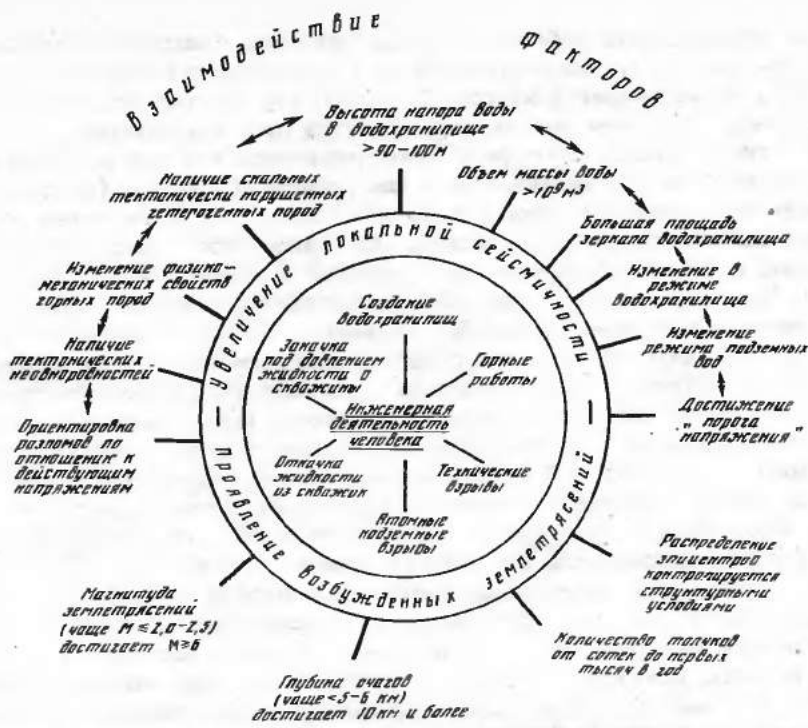 Взаимодействие
факторов
Высота напора воды
в водохранилище
>90-100м
Наличие скальных
тектонически нарушенных
гетерогенных пород
Объем массы воды
>10⁹ м³
Большая площадь
зеркала водохранилища
Изменение физико-
механических свойств
горных пород
Изменение в
режиме
водохранилища
Наличие
тектонических
неоднородностей
Изменение
режима подземных
вод
Ориентировка
разломов по
отношению к
действующим
напряжениям
Достижение
"порога
напряжения"
— Увеличение локальной сейсмичности —
Создание
водохранилищ
Закачка
под давлением
жидкости в
скважины
Горные
работы
Инженерная
деятельность
человека
Откачка
жидкости
из скважин
Технические
взрывы
Атомные
подземные
взрывы
Проявление возбужденных землетрясений
Распределение
эпицентров
контролируется
структурными
условиями
Магнитуда
землетрясений
(чаще M ≤ 2,0-2,5)
достигает M≥6
Количество толчков
от сотен до первых
тысяч в год
Глубина очагов
(чаще <5-6 км)
достигает 10 км и более